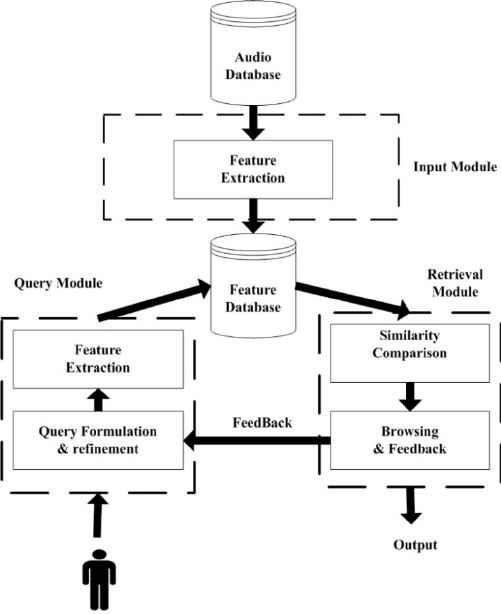 Audio
Database
Feature
Extraction
Input Module
Query Module
Feature
Database
Retrieval
Module
Feature
Extraction
Similarity
Comparison
Query Formulation
& refinement
FeedBack
Browsing
& Feedback
Output